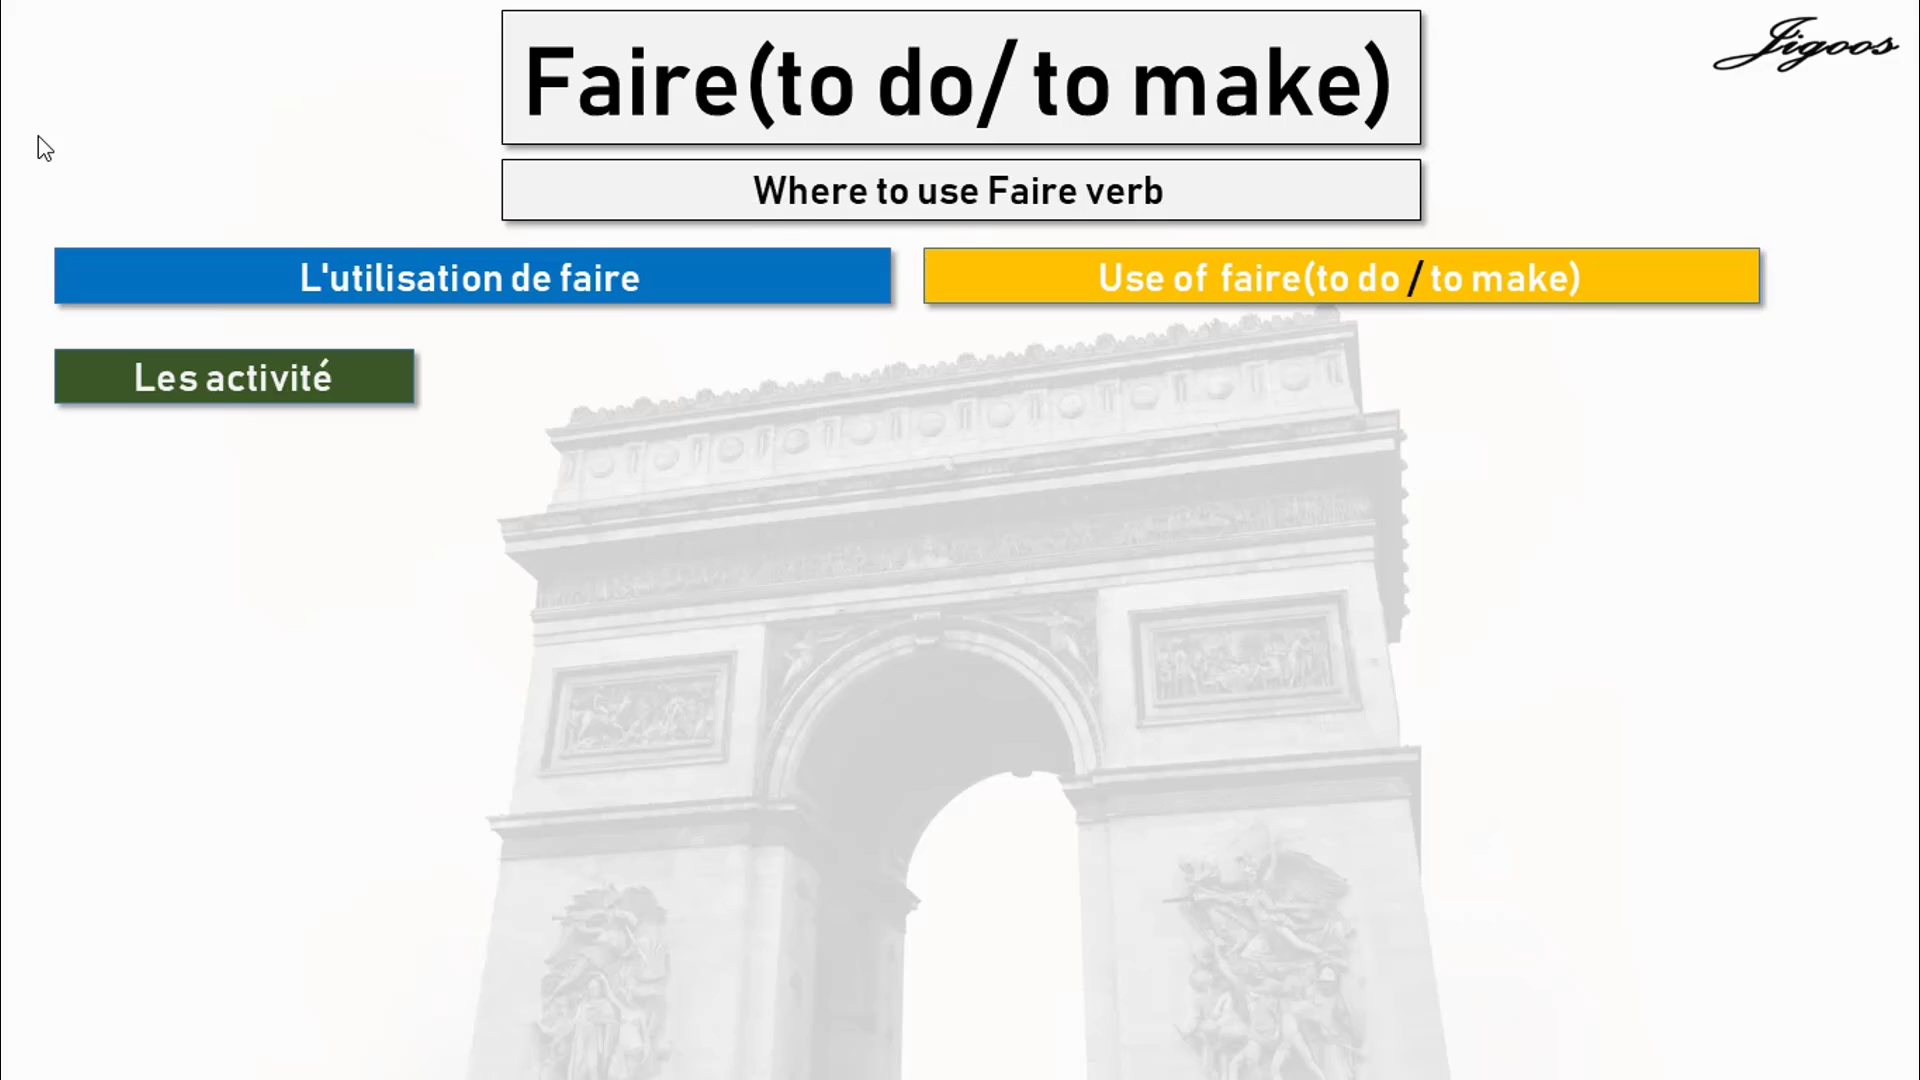 Jigoos
Faire(to do/ to make)
Where to use Faire verb
L'utilisation de faire
Use of faire(to do / to make)
Les activité